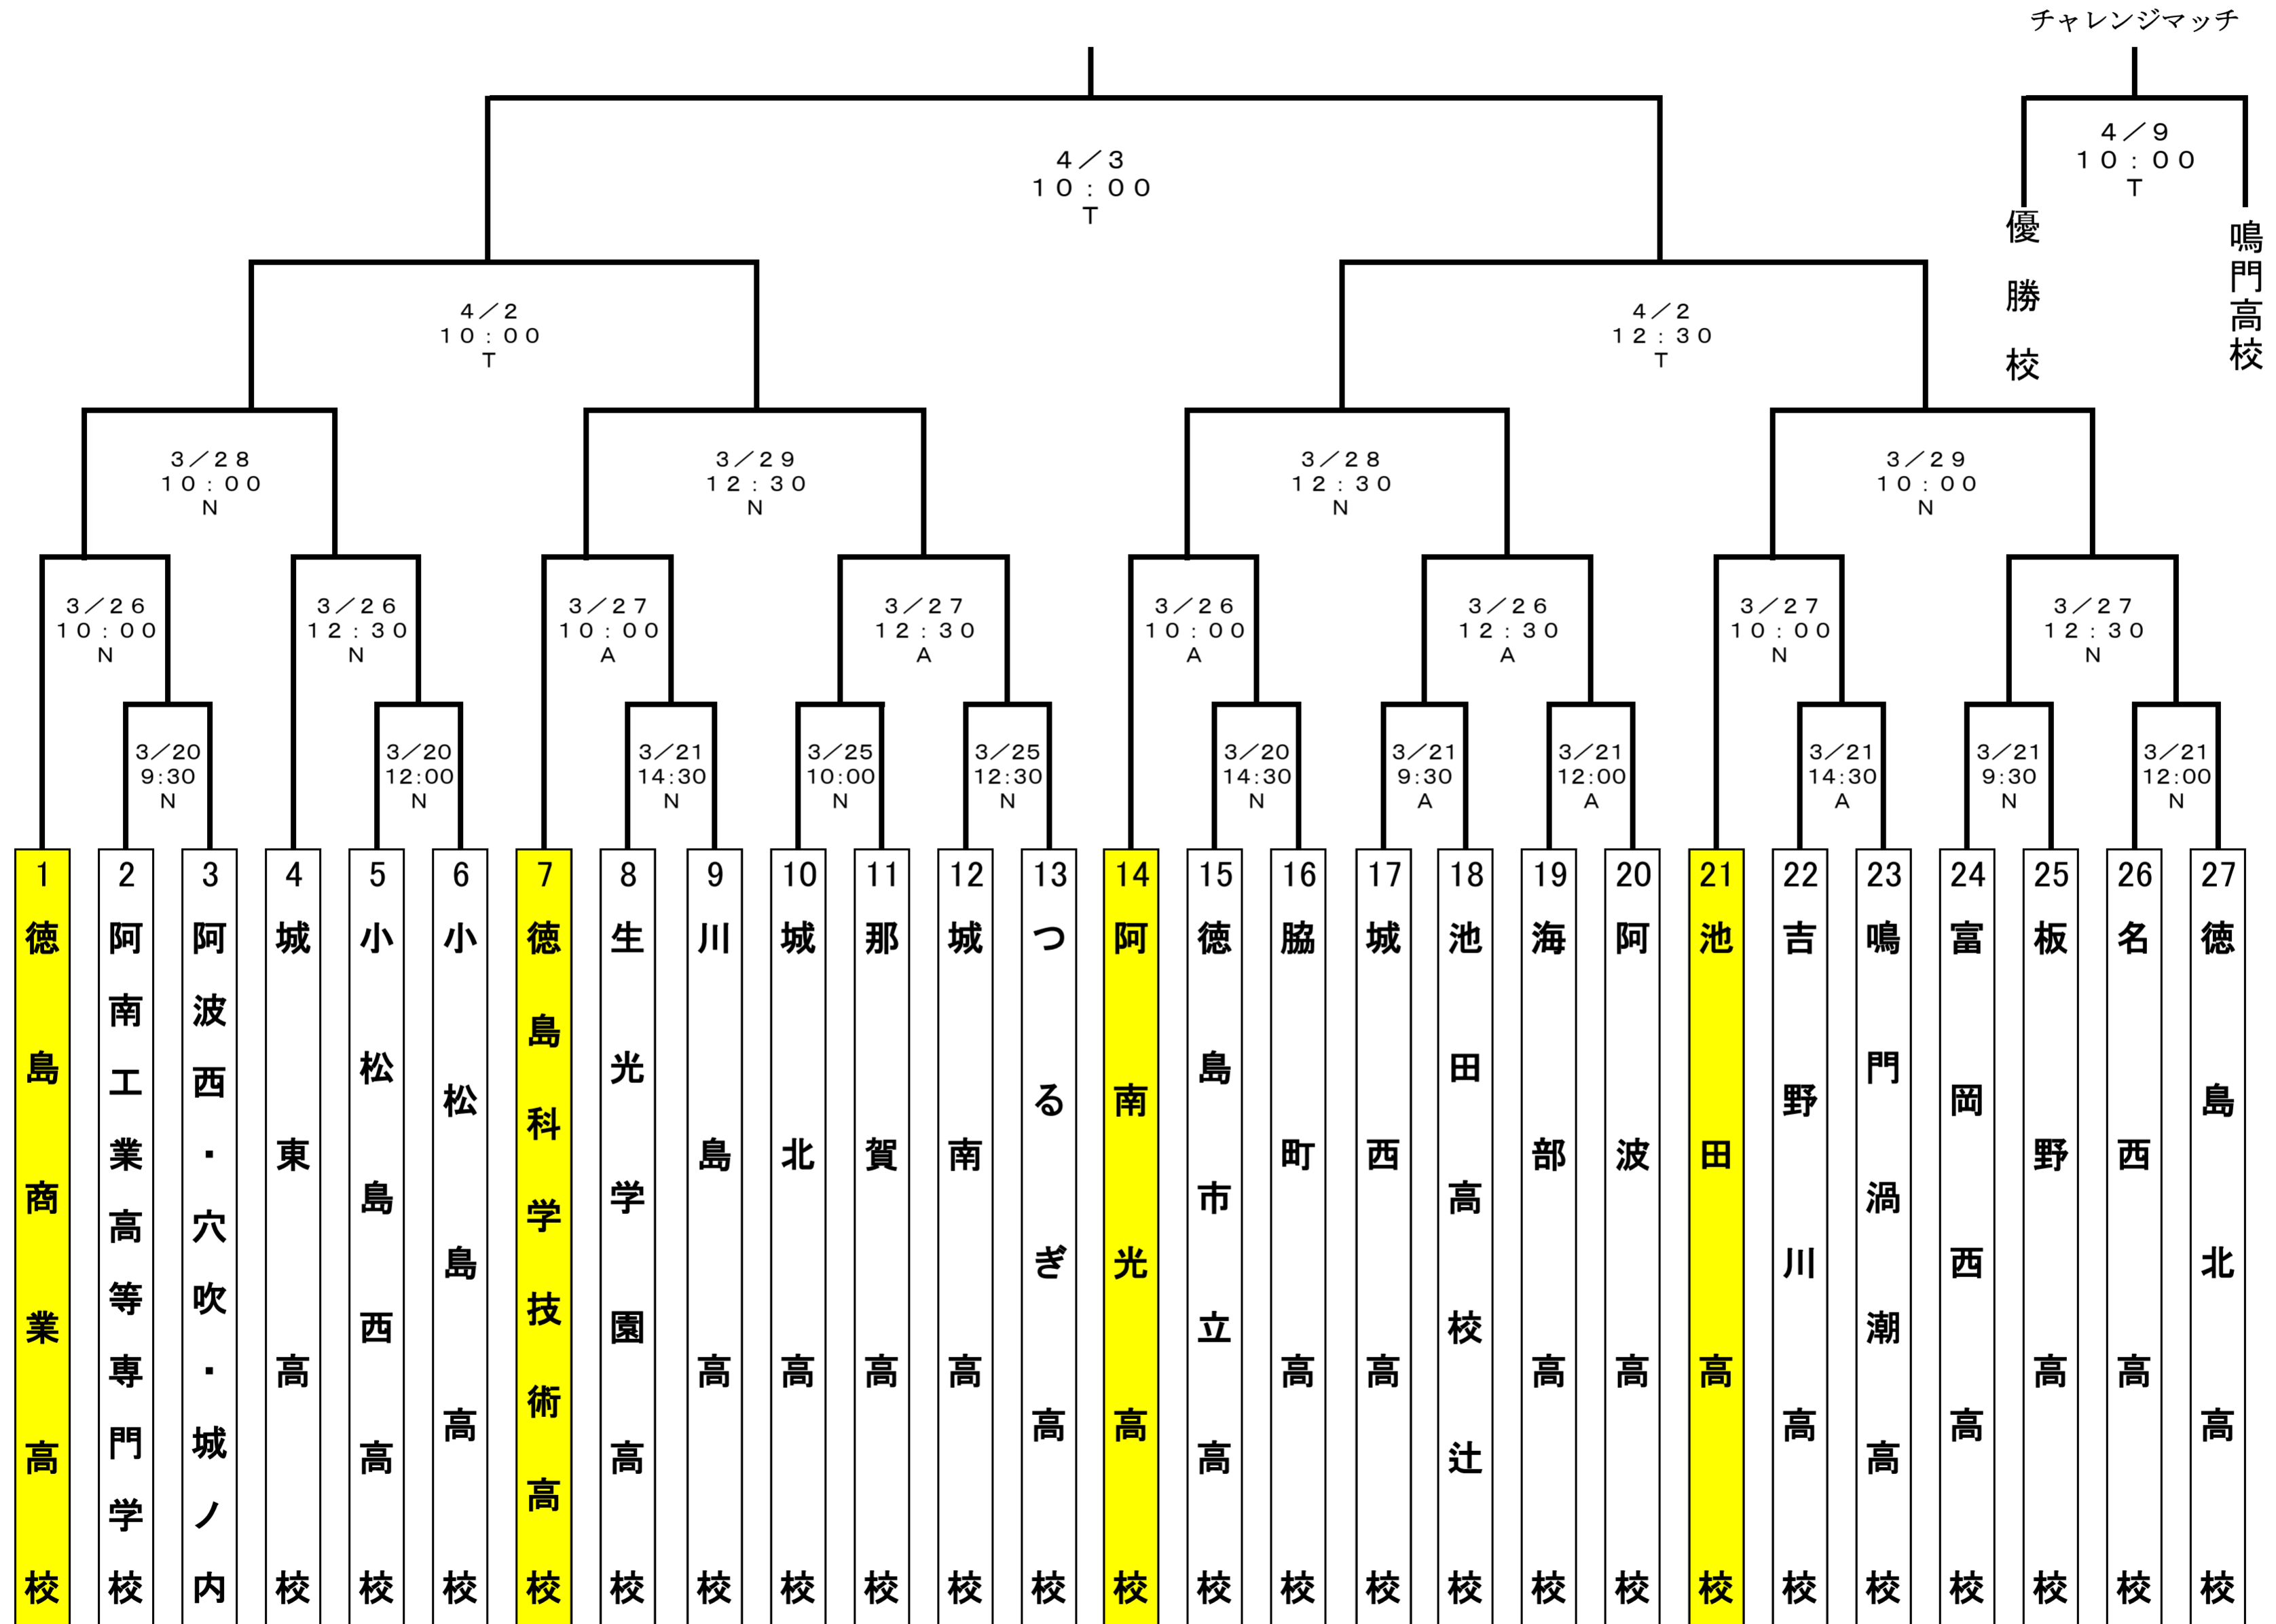 チャレンジマッチ
4/9
10:00
T
優勝校
鳴門高校
4/3
10:00
T
4/2
10:00
T
4/2
12:30
T
3/28
10:00
N
3/29
12:30
N
3/28
12:30
N
3/29
10:00
N
3/26
10:00
N
3/26
12:30
N
3/27
10:00
A
3/27
12:30
A
3/26
10:00
A
3/26
12:30
A
3/27
10:00
N
3/27
12:30
N
3/20
9:30
N
3/20
12:00
N
3/21
14:30
N
3/25
10:00
N
3/25
12:30
N
3/20
14:30
N
3/21
9:30
A
3/21
12:00
A
3/21
14:30
A
3/21
9:30
N
3/21
12:00
N
1 徳島商業高校
2 阿南工業高等専門学校
3 阿波西・穴吹・城ノ内
4 城東高校
5 小松島西高校
6 小松島高校
7 徳島科学技術高校
8 生光学園高校
9 川島高校
10 城北高校
11 那賀高校
12 城南高校
13 つるぎ高校
14 阿南光高校
15 徳島市立高校
16 脇町高校
17 城西高校
18 池田高校辻校
19 海部高校
20 阿波高校
21 池田高校
22 吉野川高校
23 鳴門渦潮高校
24 富岡西高校
25 板野高校
26 名西高校
27 徳島北高校